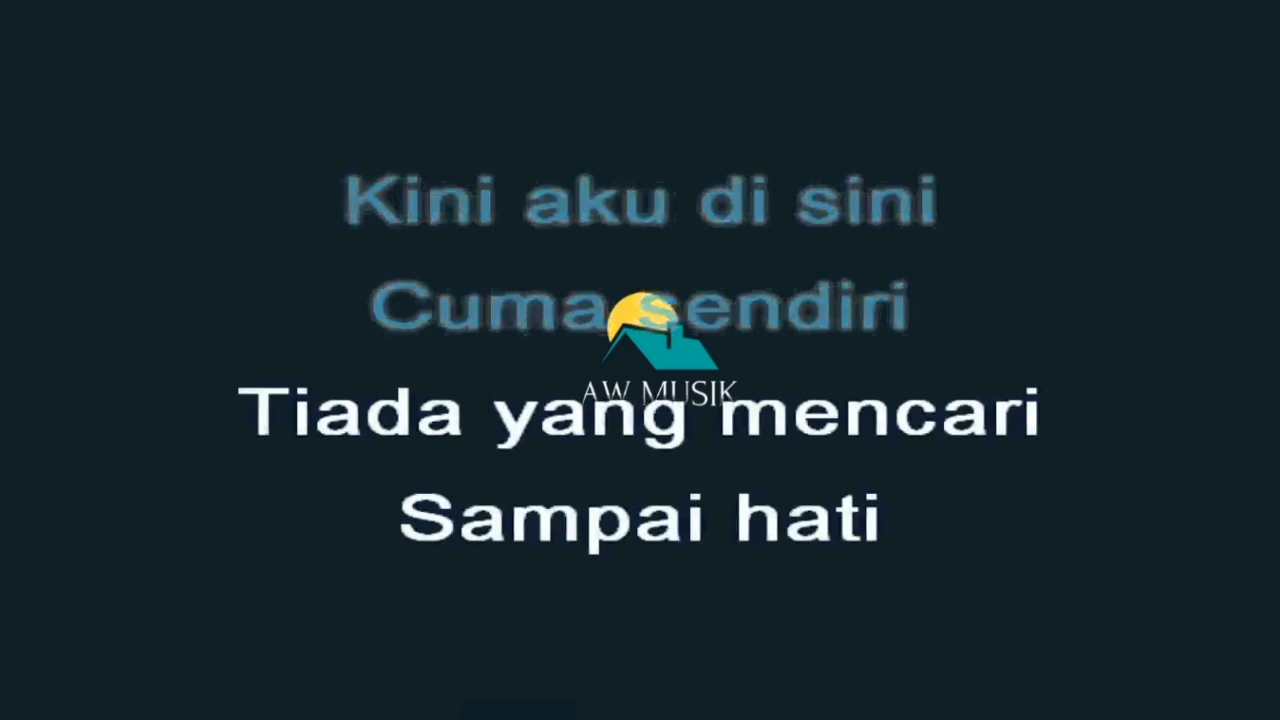 Kini aku di sini
Cuma sendiri
AW MUSIK
Tiada yang mencari
Sampai hati